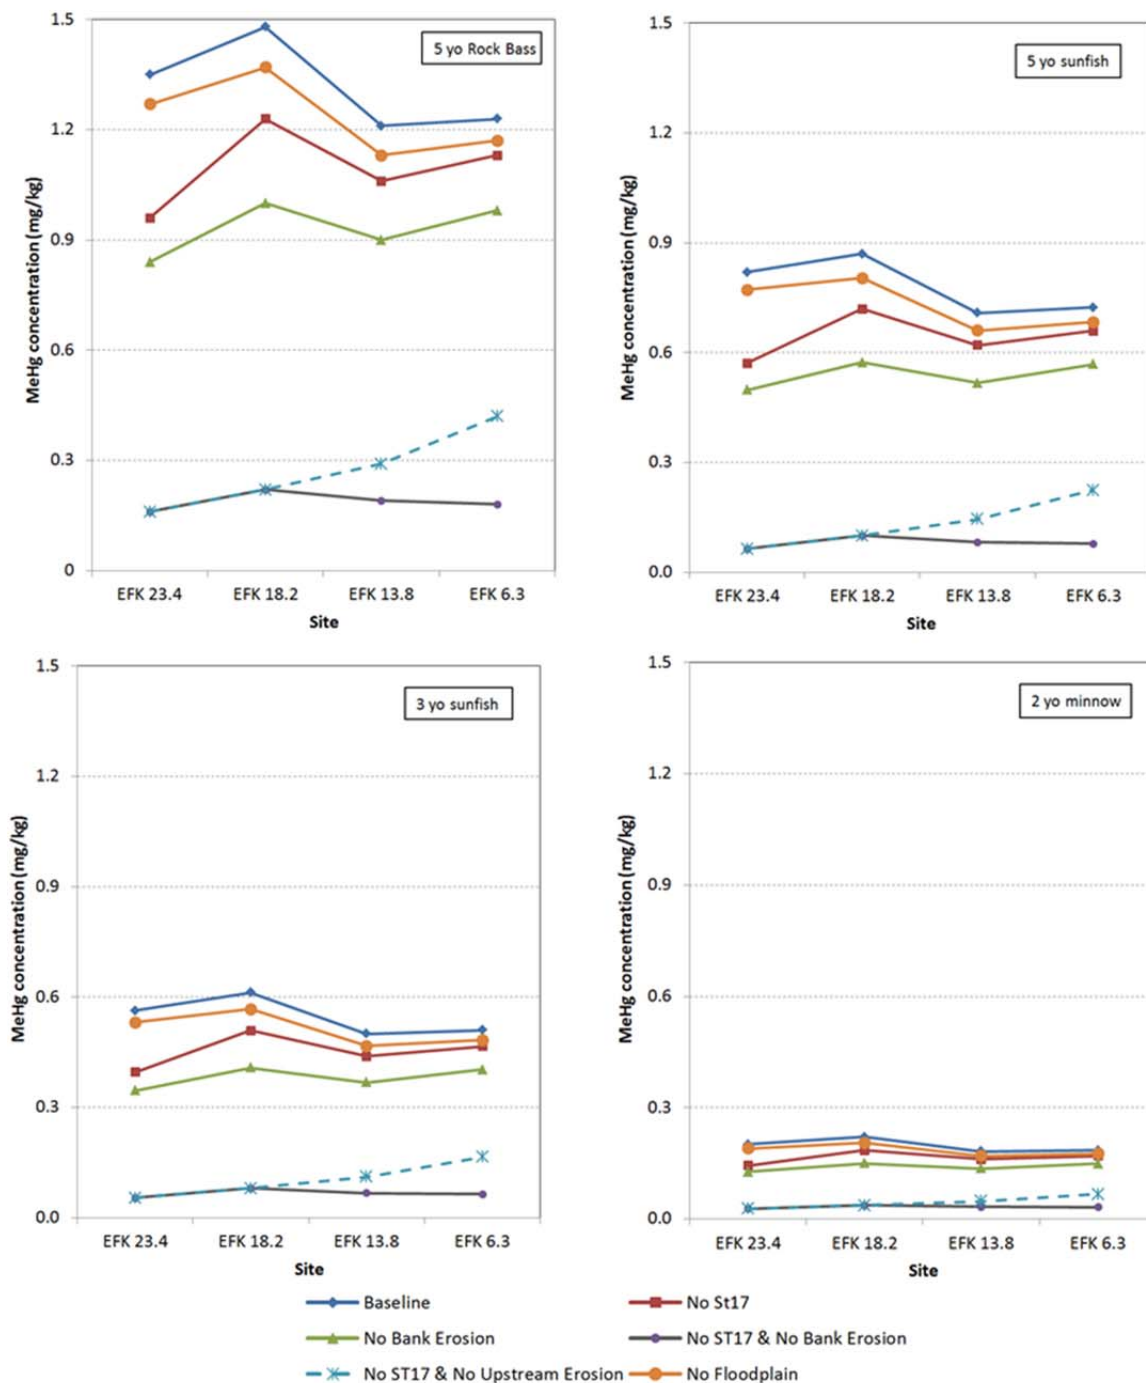 5 yo Rock Bass
1.5
1.2
0.9
0.6
0.3
0
MeHg concentration (mg/kg)
EFK 23.4 EFK 18.2 EFK 13.8 EFK 6.3
Site
5 yo sunfish
1.5
1.2
0.9
0.6
0.3
0.0
MeHg concentration (mg/kg)
EFK 23.4 EFK 18.2 EFK 13.8 EFK 6.3
Site
3 yo sunfish
1.5
1.2
0.9
0.6
0.3
0.0
MeHg concentration (mg/kg)
EFK 23.4 EFK 18.2 EFK 13.8 EFK 6.3
Site
2 yo minnow
1.5
1.2
0.9
0.6
0.3
0.0
MeHg concentration (mg/kg)
EFK 23.4 EFK 18.2 EFK 13.8 EFK 6.3
Site
Baseline No St17
No Bank Erosion No ST17 & No Bank Erosion
No ST17 & No Upstream Erosion No Floodplain